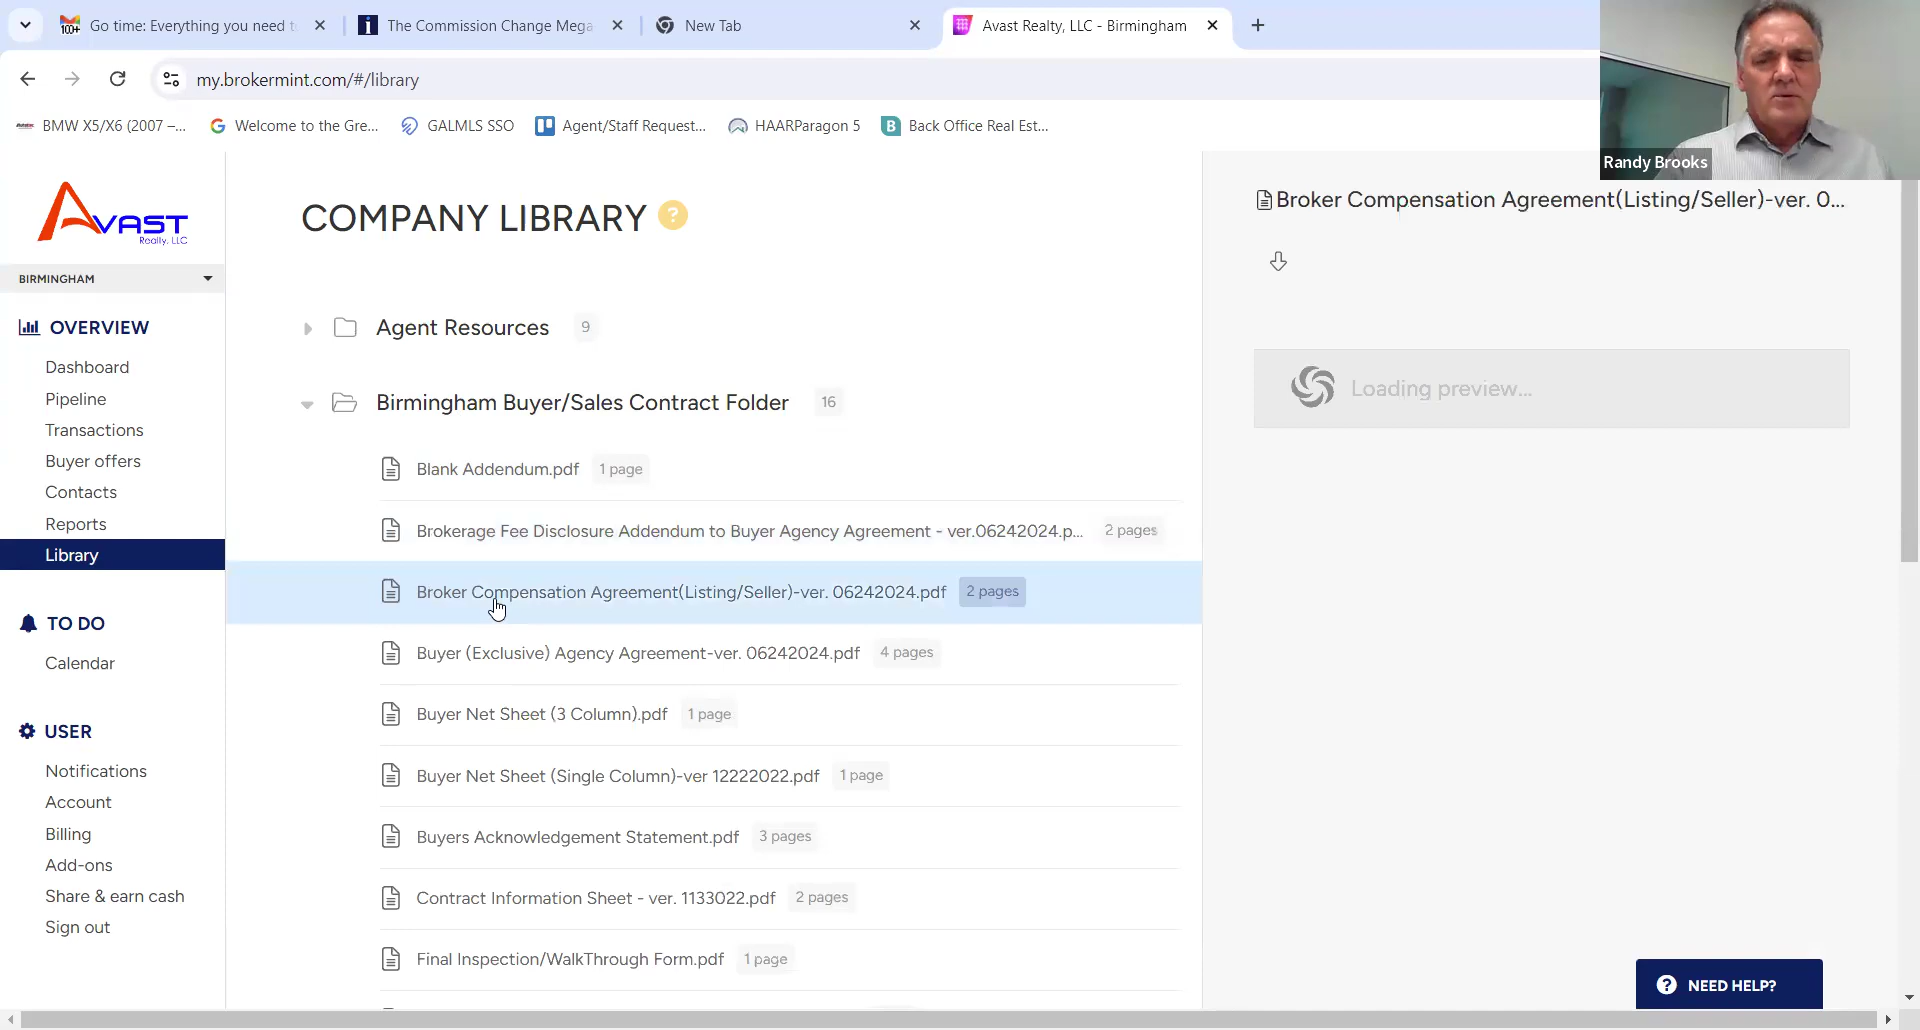 100+ Go time: Everything you need t
The Commission Change Mega
New Tab
Avast Realty, LLC - Birmingham
my.brokermint.com/#/library
BMW X5/X6 (2007 –...
Welcome to the Gre...
GALMLS SSO
Agent/Staff Request...
HAARParagon 5
B Back Office Real Est...
Randy Brooks
AVAST
Realty, LLC
BIRMINGHAM
OVERVIEW
Dashboard
Pipeline
Transactions
Buyer offers
Contacts
Reports
Library
TO DO
Calendar
USER
Notifications
Account
Billing
Add-ons
Share & earn cash
Sign out
COMPANY LIBRARY ?
Agent Resources 9
Birmingham Buyer/Sales Contract Folder 16
Blank Addendum.pdf 1 page
Brokerage Fee Disclosure Addendum to Buyer Agency Agreement - ver.06242024.p... 2 pages
Broker Compensation Agreement(Listing/Seller)-ver. 06242024.pdf 2 pages
Buyer (Exclusive) Agency Agreement-ver. 06242024.pdf 4 pages
Buyer Net Sheet (3 Column).pdf 1 page
Buyer Net Sheet (Single Column)-ver 12222022.pdf 1 page
Buyers Acknowledgement Statement.pdf 3 pages
Contract Information Sheet - ver. 1133022.pdf 2 pages
Final Inspection/WalkThrough Form.pdf 1 page
Broker Compensation Agreement(Listing/Seller)-ver. 0...
Loading preview...
? NEED HELP?